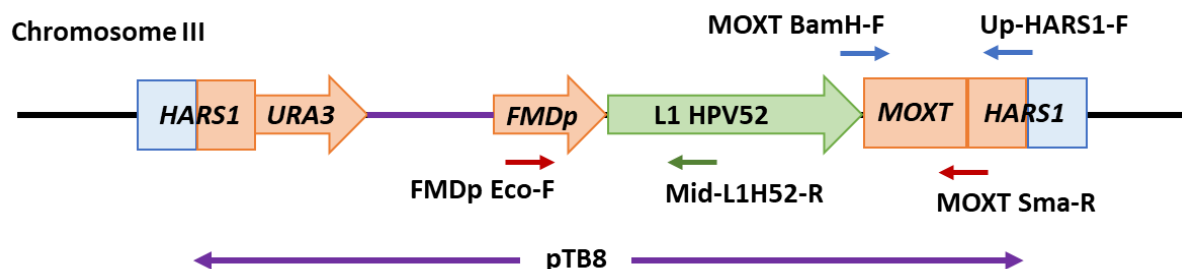 Chromosome III
MOXT BamH-F
Up-HARS1-F
HARS1
URA3
FMDp
L1 HPV52
MOXT
HARS1
FMDp Eco-F
Mid-L1H52-R
MOXT Sma-R
pTB8